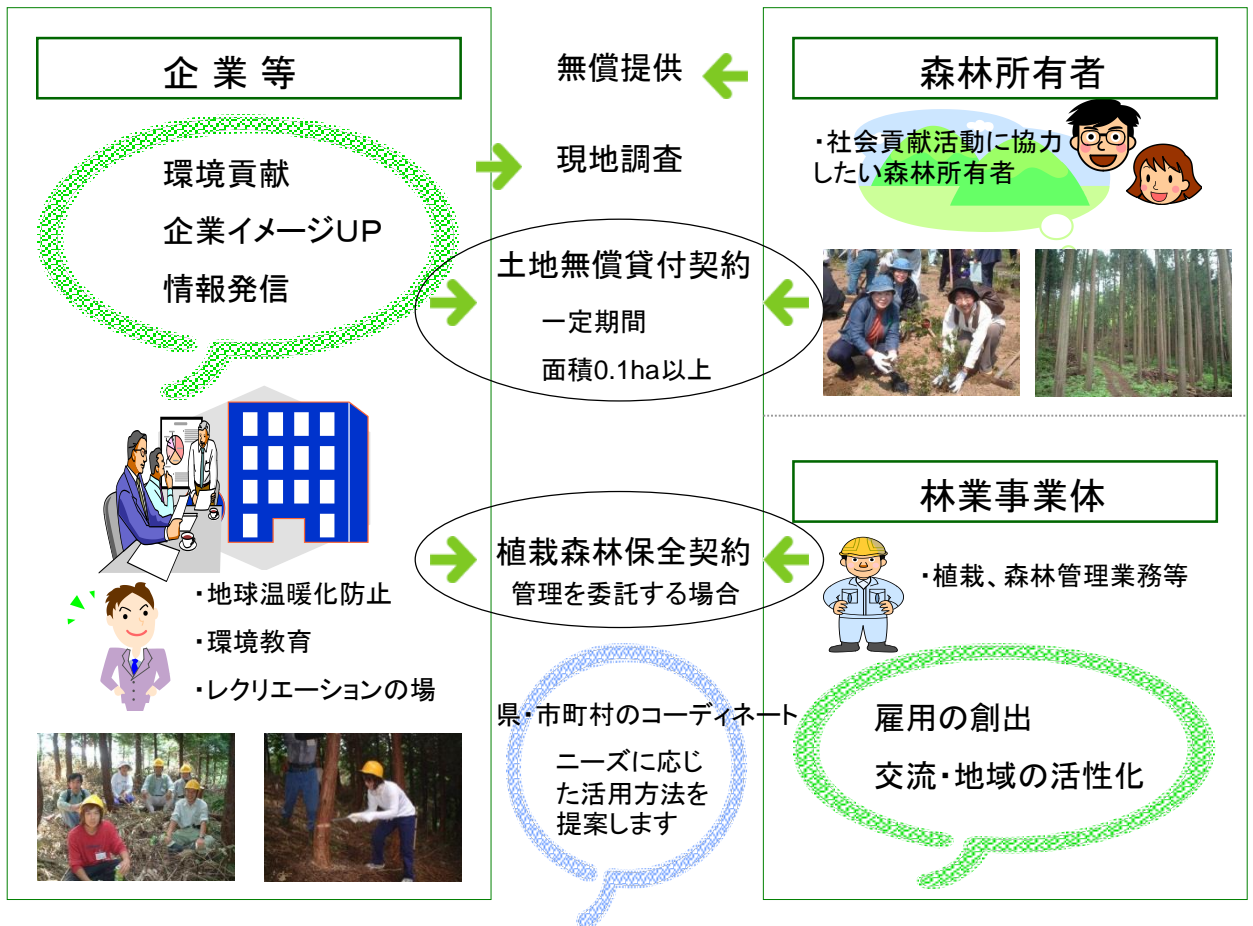 企 業 等
環境貢献
企業イメージUP
情報発信
・地球温暖化防止
・環境教育
・レクリエーションの場
無償提供
現地調査
土地無償貸付契約
一定期間
面積0.1ha以上
植栽森林保全契約
管理を委託する場合
県・市町村のコーディネート
ニーズに応じ
た活用方法を
提案します
森林所有者
・社会貢献活動に協力
したい森林所有者
林業事業体
・植栽、森林管理業務等
雇用の創出
交流・地域の活性化